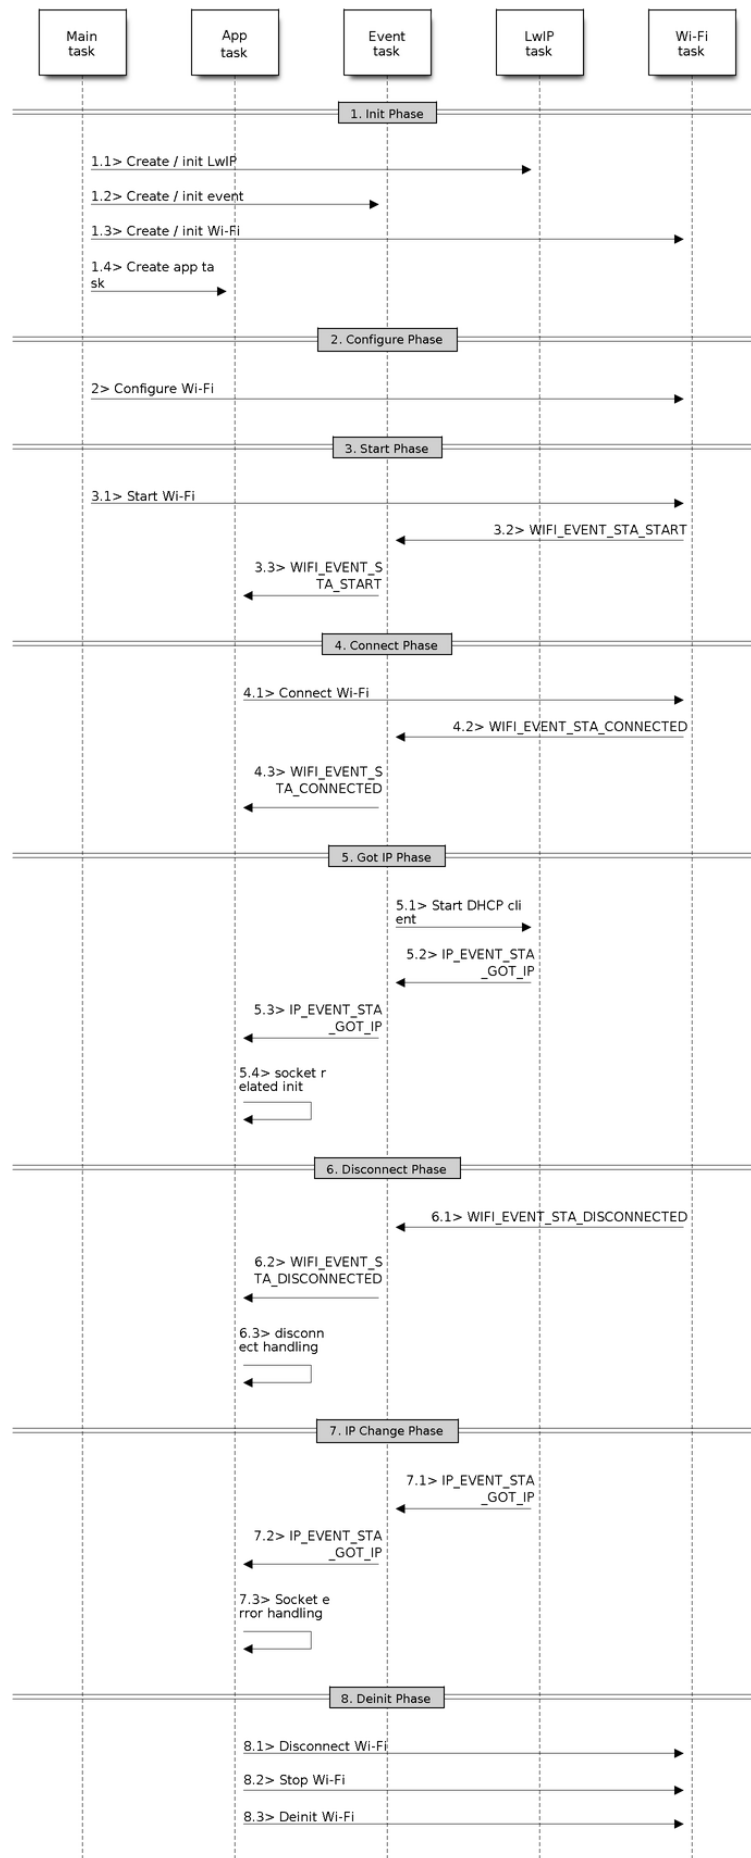 Main
task
App
task
Event
task
LwIP
task
Wi-Fi
task
1. Init Phase
1.1> Create / init LwIP
1.2> Create / init event
1.3> Create / init Wi-Fi
1.4> Create app ta
sk
2. Configure Phase
2> Configure Wi-Fi
3. Start Phase
3.1> Start Wi-Fi
3.2> WIFI_EVENT_STA_START
3.3> WIFI_EVENT_S
TA_START
4. Connect Phase
4.1> Connect Wi-Fi
4.2> WIFI_EVENT_STA_CONNECTED
4.3> WIFI_EVENT_S
TA_CONNECTED
5. Got IP Phase
5.1> Start DHCP cli
ent
5.2> IP_EVENT_STA
_GOT_IP
5.3> IP_EVENT_STA
_GOT_IP
5.4> socket r
elated init
6. Disconnect Phase
6.1> WIFI_EVENT_STA_DISCONNECTED
6.2> WIFI_EVENT_S
TA_DISCONNECTED
6.3> disconn
ect handling
7. IP Change Phase
7.1> IP_EVENT_STA
_GOT_IP
7.2> IP_EVENT_STA
_GOT_IP
7.3> Socket e
rror handling
8. Deinit Phase
8.1> Disconnect Wi-Fi
8.2> Stop Wi-Fi
8.3> Deinit Wi-Fi